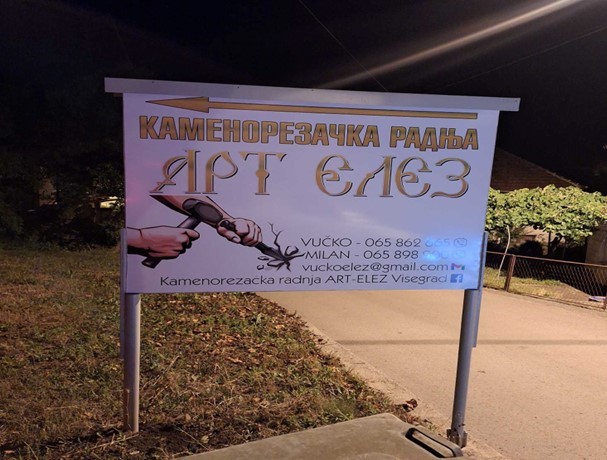 КАМЕНОРЕЗАЧКА РАДЊА
АРТ ЕЛЕЗ
VUČKO - 065 862
MILAN - 065 898
vuckoelez@gmail.com
Kamenorezacka radnja ART-ELEZ Visegrad